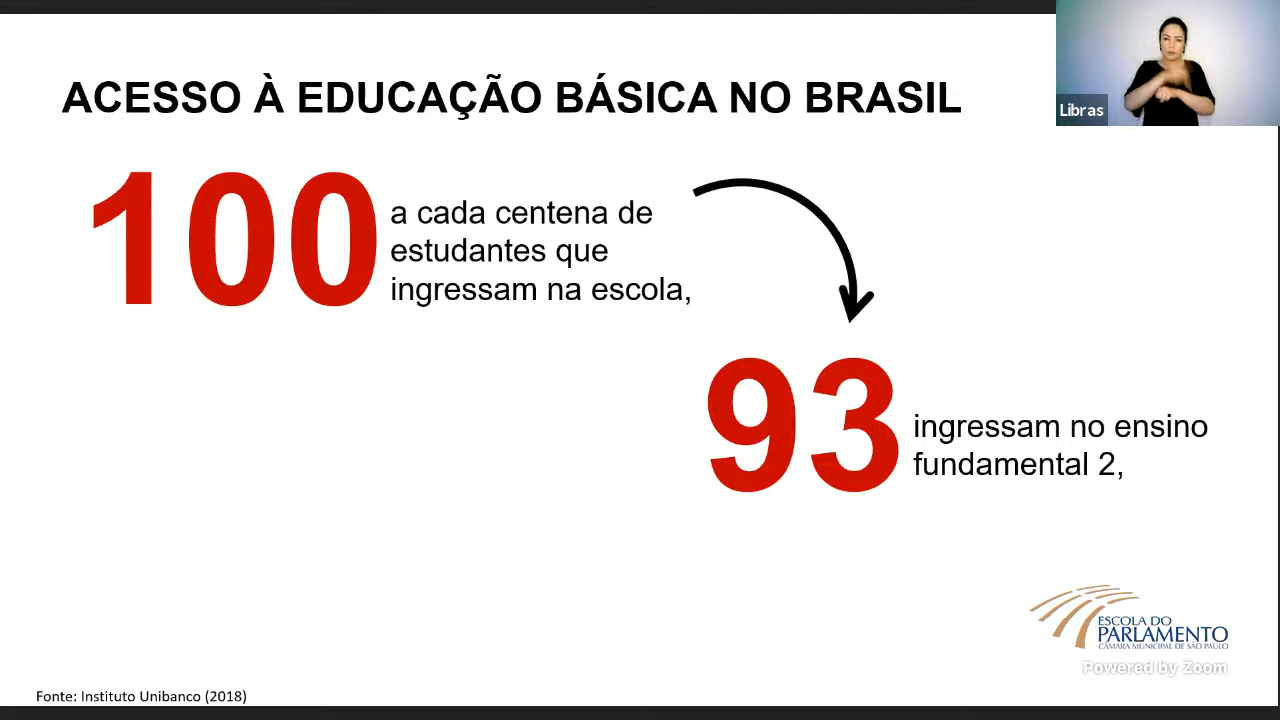 ACESSO À EDUCAÇÃO BÁSICA NO BRASIL
Libras
100
a cada centena de
estudantes que
ingressam na escola,
93
ingressam no ensino
fundamental 2,
ESCOLA DO
PARLAMENTO
CÂMARA MUNICIPAL DE SÃO PAULO
Powered by Zoom
Fonte: Instituto Unibanco (2018)